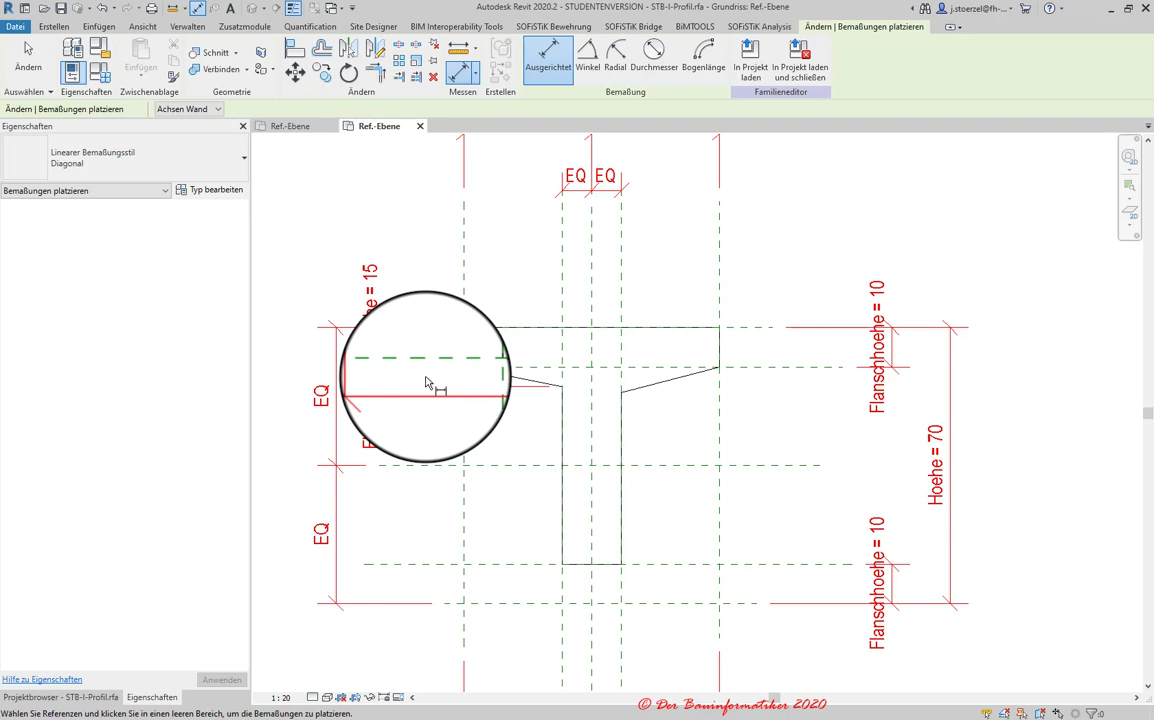 Autodesk Revit 2020.2 - STUDENTENVERSION - STB-I-Profil.rfa - Grundriss: Ref.-Ebene
j.stoerzel@fh-...
Datei Erstellen Einfügen Ansicht Verwalten Zusatzmodule Quantification Site Designer BIM Interoperability Tools SOFiSTiK Bewehrung SOFiSTiK Bridge BiMTOOLS SOFiSTiK Analysis Ändern | Bemaßungen platzieren
Ändern Einfügen Schnitt Verbinden Ausgerichtet Winkel Radial Durchmesser Bogenlänge In Projekt laden In Projekt laden und schließen
Auswählen Eigenschaften Zwischenablage Geometrie Ändern Messen Erstellen Bemaßung Familieneditor
Ändern | Bemaßungen platzieren Achsen Wand
Eigenschaften
Ref.-Ebene Ref.-Ebene
Linearer Bemaßungsstil
Diagonal
Bemaßungen platzieren Typ bearbeiten
EQ EQ
he = 15
Flanschhoehe = 10
EQ
Hoehe = 70
EQ
Flanschhoehe = 10
Hilfe zu Eigenschaften Anwenden
Projektbrowser - STB-I-Profil.rfa Eigenschaften
1 : 20
© Der Bauinformatiker 2020
Wählen Sie Referenzen und klicken Sie in einen leeren Bereich, um die Bemaßungen zu platzieren.
:0